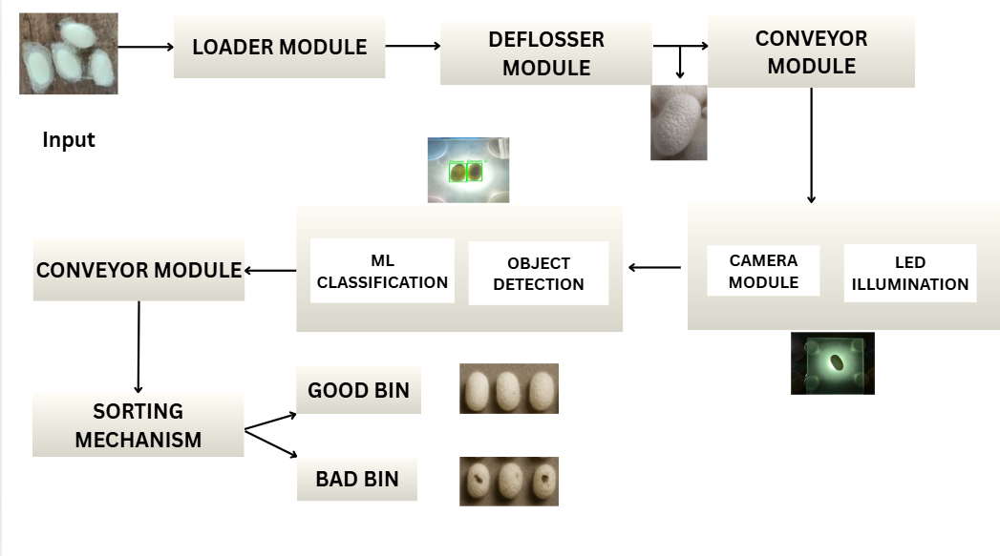 LOADER MODULE
DEFLOSSER
MODULE
CONVEYOR
MODULE
Input
CONVEYOR MODULE
ML
CLASSIFICATION
OBJECT
DETECTION
CAMERA
MODULE
LED
ILLUMINATION
SORTING
MECHANISM
GOOD BIN
BAD BIN